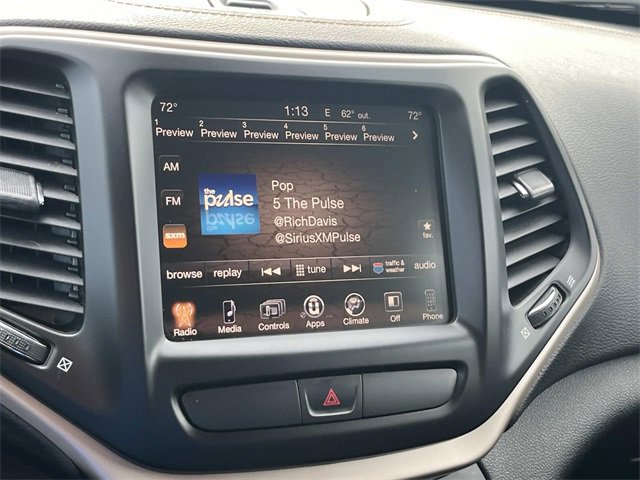 72° 1:13 E 62° out. 72°
1 2 3 4 5 6
Preview Preview Preview Preview Preview Preview
AM
FM
sxm
the pulse
Pop
5 The Pulse
@RichDavis
@SiriusXMPulse
fav.
browse replay tune traffic & weather audio
Radio Media Controls Apps Climate Off Phone